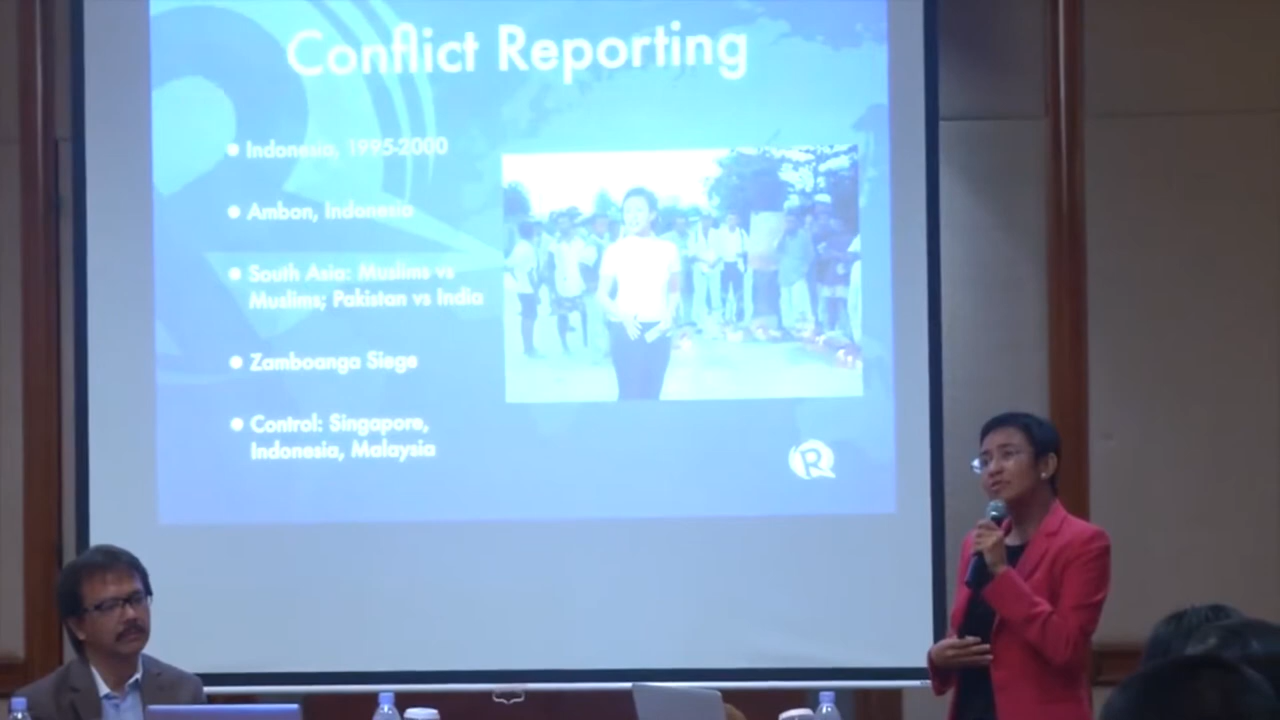 Conflict Reporting
Indonesia, 1995-2000
Ambon, Indonesia
South Asia: Muslims vs
Muslims; Pakistan vs India
Zamboanga Siege
Control: Singapore,
Indonesia, Malaysia
R